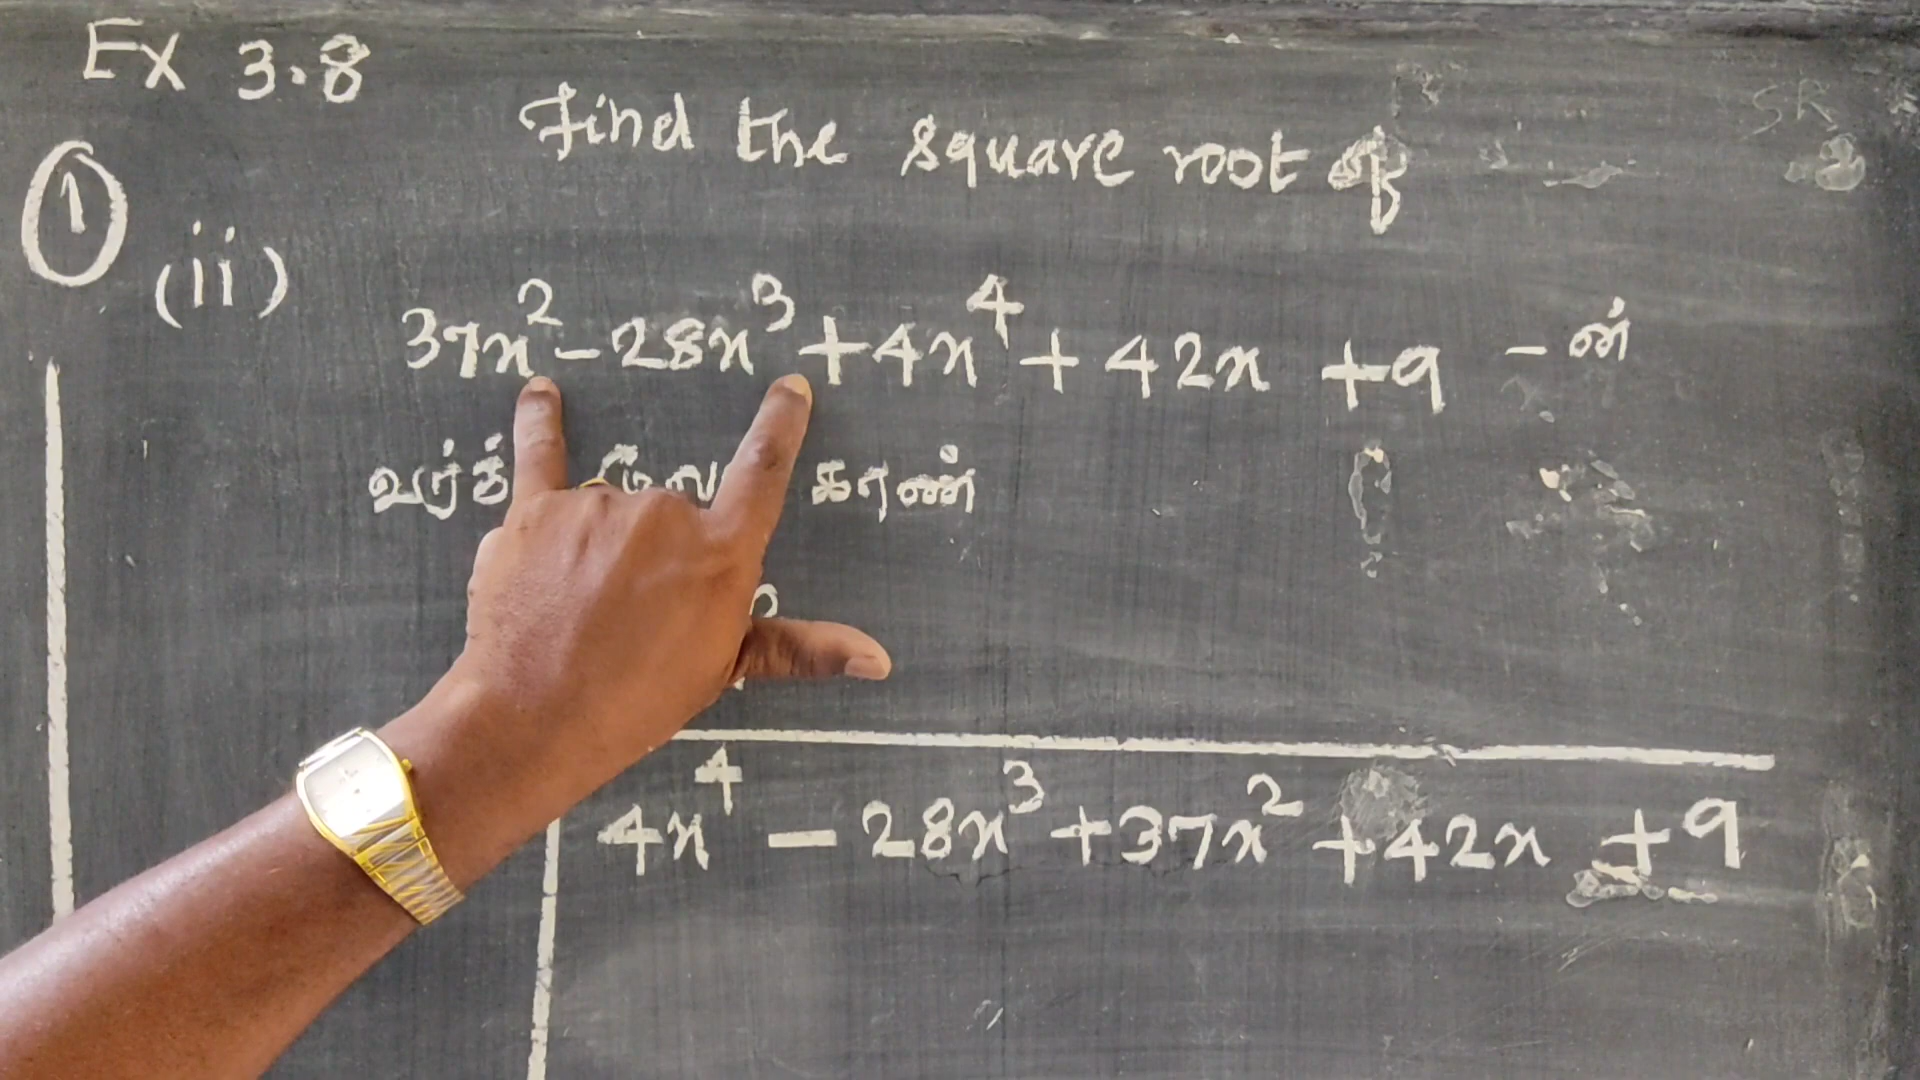 Ex 3.8
Find the square root of
① (ii)
37x² - 28x³ + 4x⁴ + 42x + 9 - ன்
காண்
4x⁴ - 28x³ + 37x² + 42x + 9